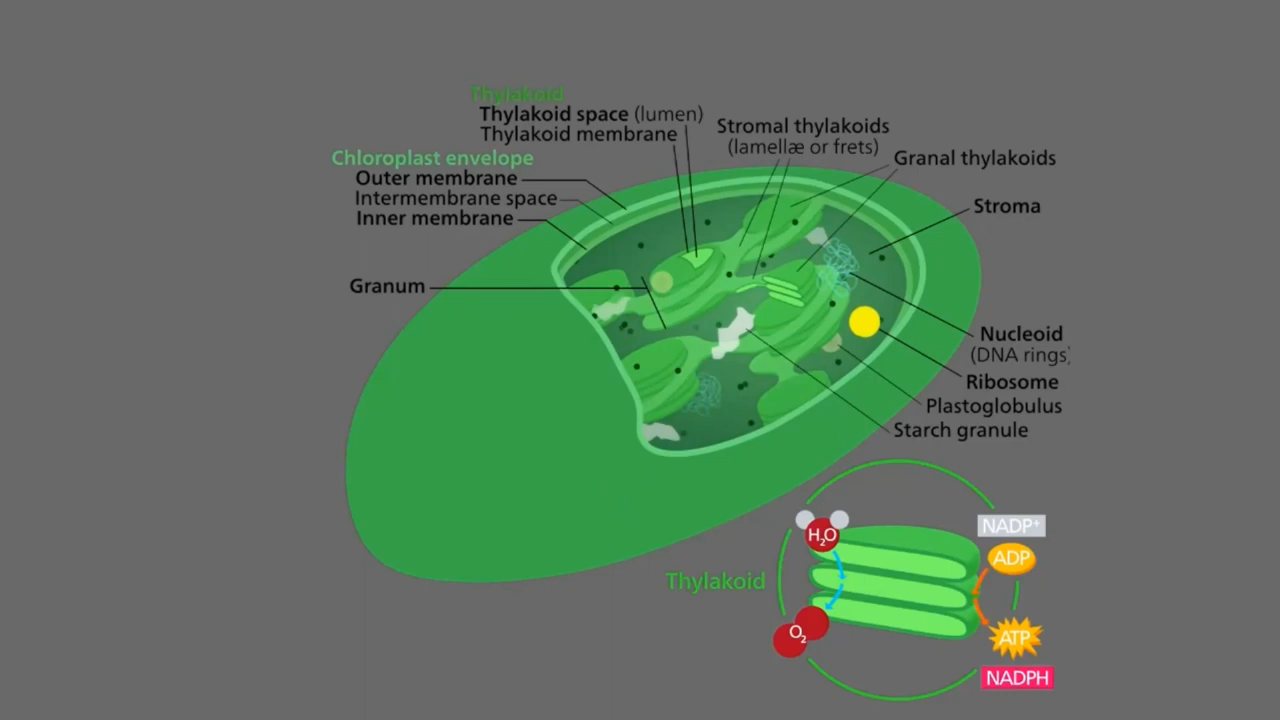 Thylakoid
Thylakoid space (lumen)
Thylakoid membrane
Stromal thylakoids
(lamellæ or frets)
Granal thylakoids
Chloroplast envelope
Outer membrane
Intermembrane space
Inner membrane
Stroma
Granum
Nucleoid
(DNA rings)
Ribosome
Plastoglobulus
Starch granule
NADP⁺
H₂O
ADP
Thylakoid
O₂
ATP
NADPH